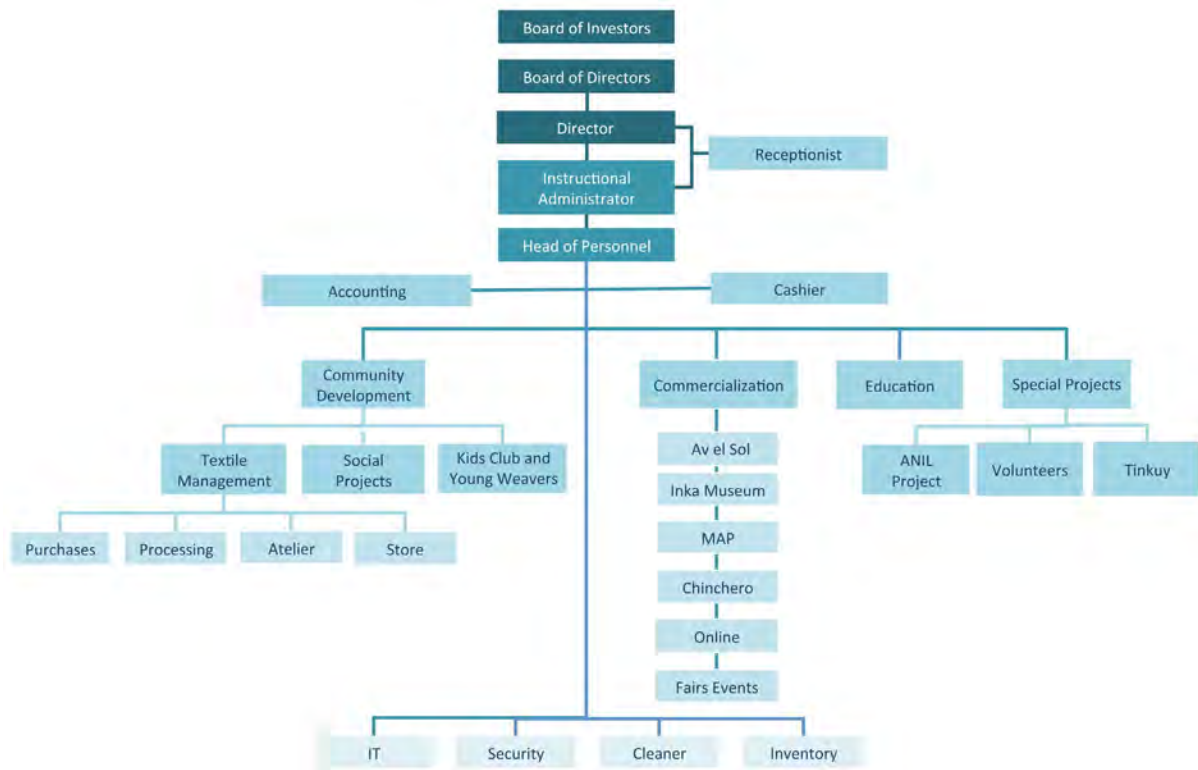 Board of Investors
Board of Directors
Director
Receptionist
Instructional
Administrator
Head of Personnel
Accounting
Cashier
Community
Development
Commercialization
Education
Special Projects
Textile
Management
Social
Projects
Kids Club and
Young Weavers
Av el Sol
ANIL
Project
Volunteers
Tinkuy
Inka Museum
Purchases
Processing
Atelier
Store
MAP
Chinchero
Online
Fairs Events
IT
Security
Cleaner
Inventory